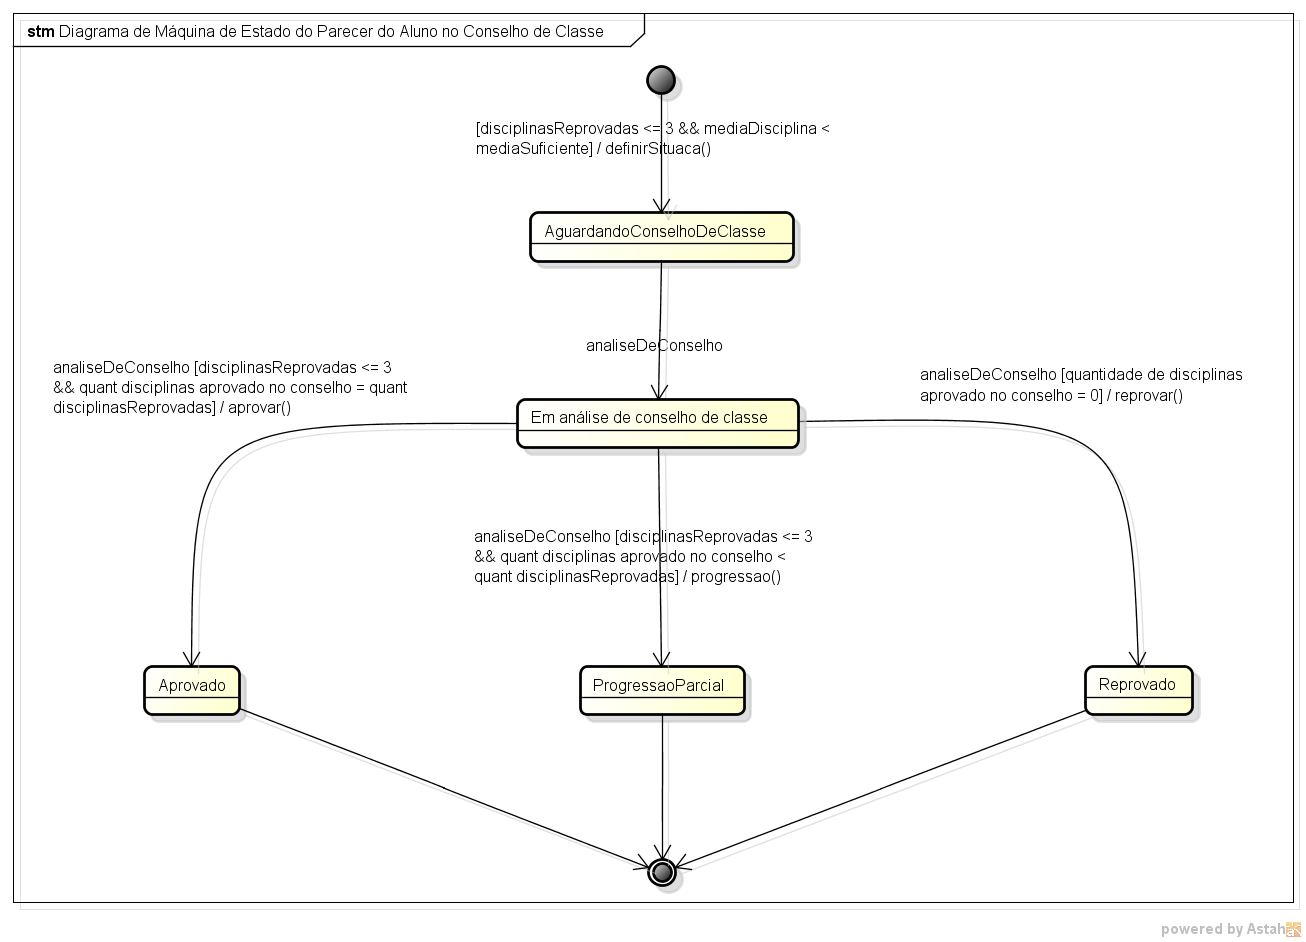 stm Diagrama de Máquina de Estado do Parecer do Aluno no Conselho de Classe
[disciplinasReprovadas <= 3 && mediaDisciplina <
mediaSuficiente] / definirSituaca()
AguardandoConselhoDeClasse
analiseDeConselho
analiseDeConselho [disciplinasReprovadas <= 3
&& quant disciplinas aprovado no conselho = quant
disciplinasReprovadas] / aprovar()
analiseDeConselho [quantidade de disciplinas
aprovado no conselho = 0] / reprovar()
Em análise de conselho de classe
analiseDeConselho [disciplinasReprovadas <= 3
&& quant disciplinas aprovado no conselho <
quant disciplinasReprovadas] / progressao()
Aprovado
ProgressaoParcial
Reprovado
powered by Astah